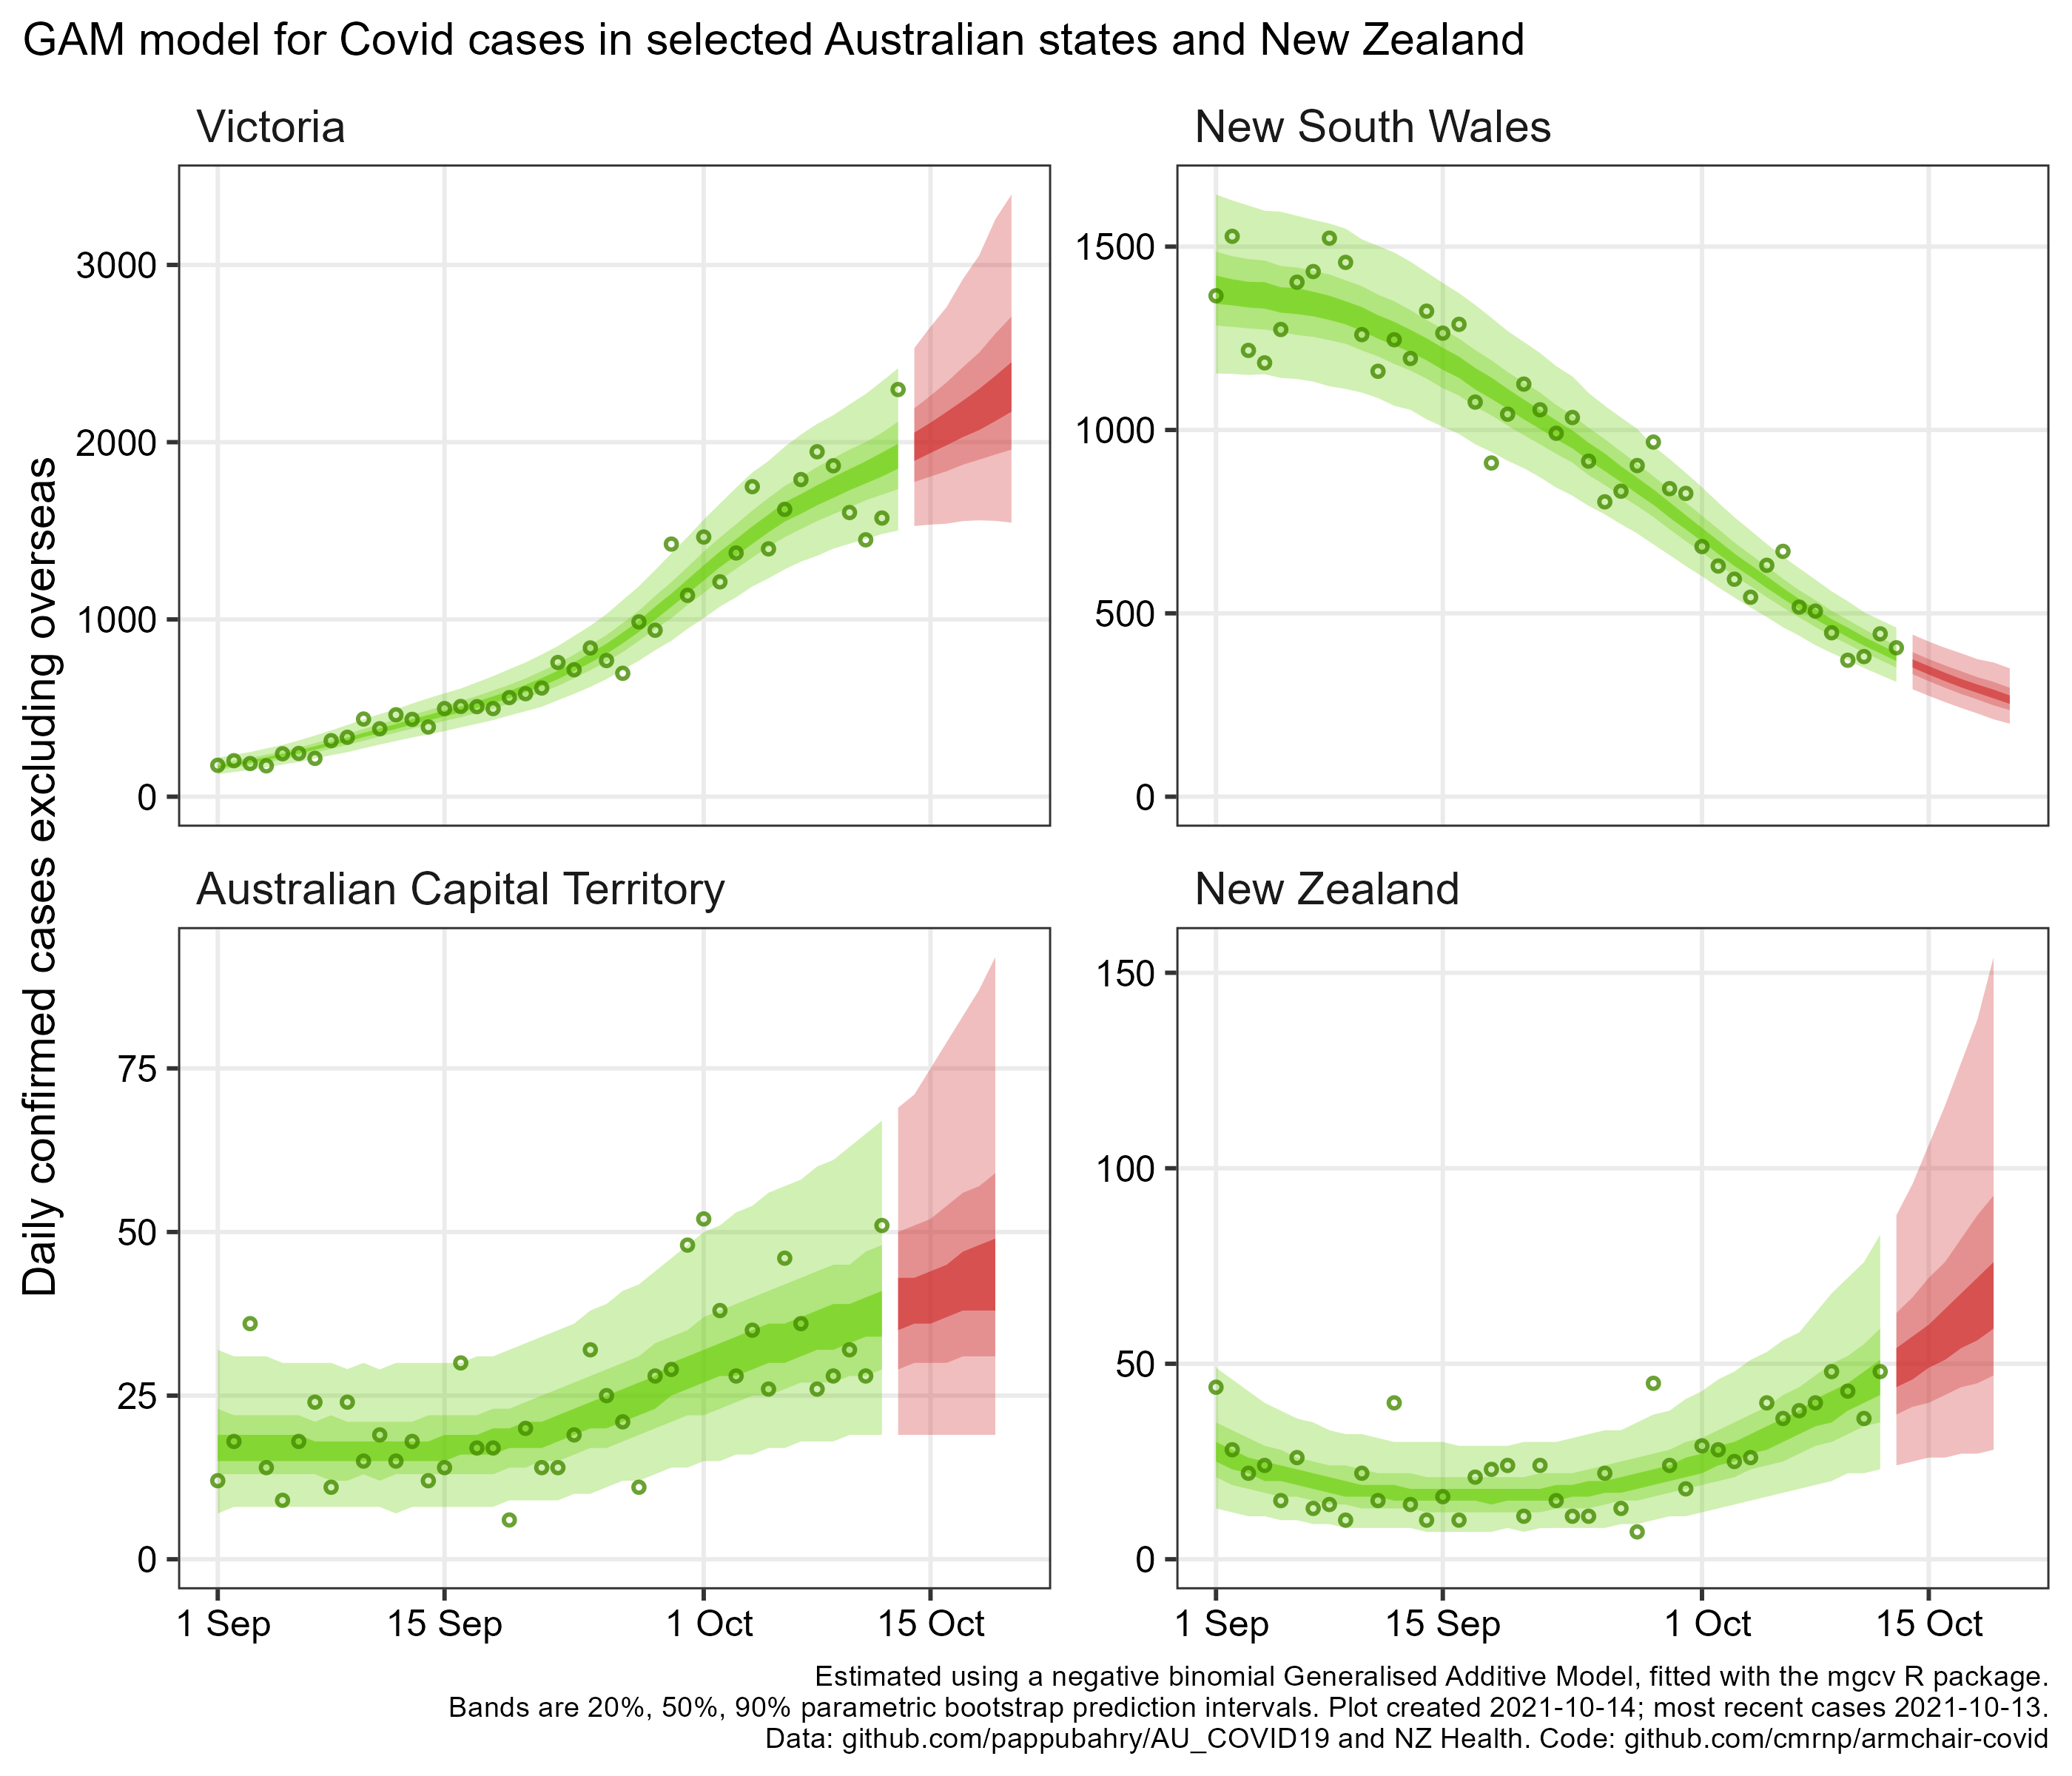 GAM model for Covid cases in selected Australian states and New Zealand
Daily confirmed cases excluding overseas
Victoria
3000
2000
1000
0
New South Wales
1500
1000
500
0
Australian Capital Territory
75
50
25
0
1 Sep 15 Sep 1 Oct 15 Oct
New Zealand
150
100
50
0
1 Sep 15 Sep 1 Oct 15 Oct
Estimated using a negative binomial Generalised Additive Model, fitted with the mgcv R package.
Bands are 20%, 50%, 90% parametric bootstrap prediction intervals. Plot created 2021-10-14; most recent cases 2021-10-13.
Data: github.com/pappubahry/AU_COVID19 and NZ Health. Code: github.com/cmrnp/armchair-covid